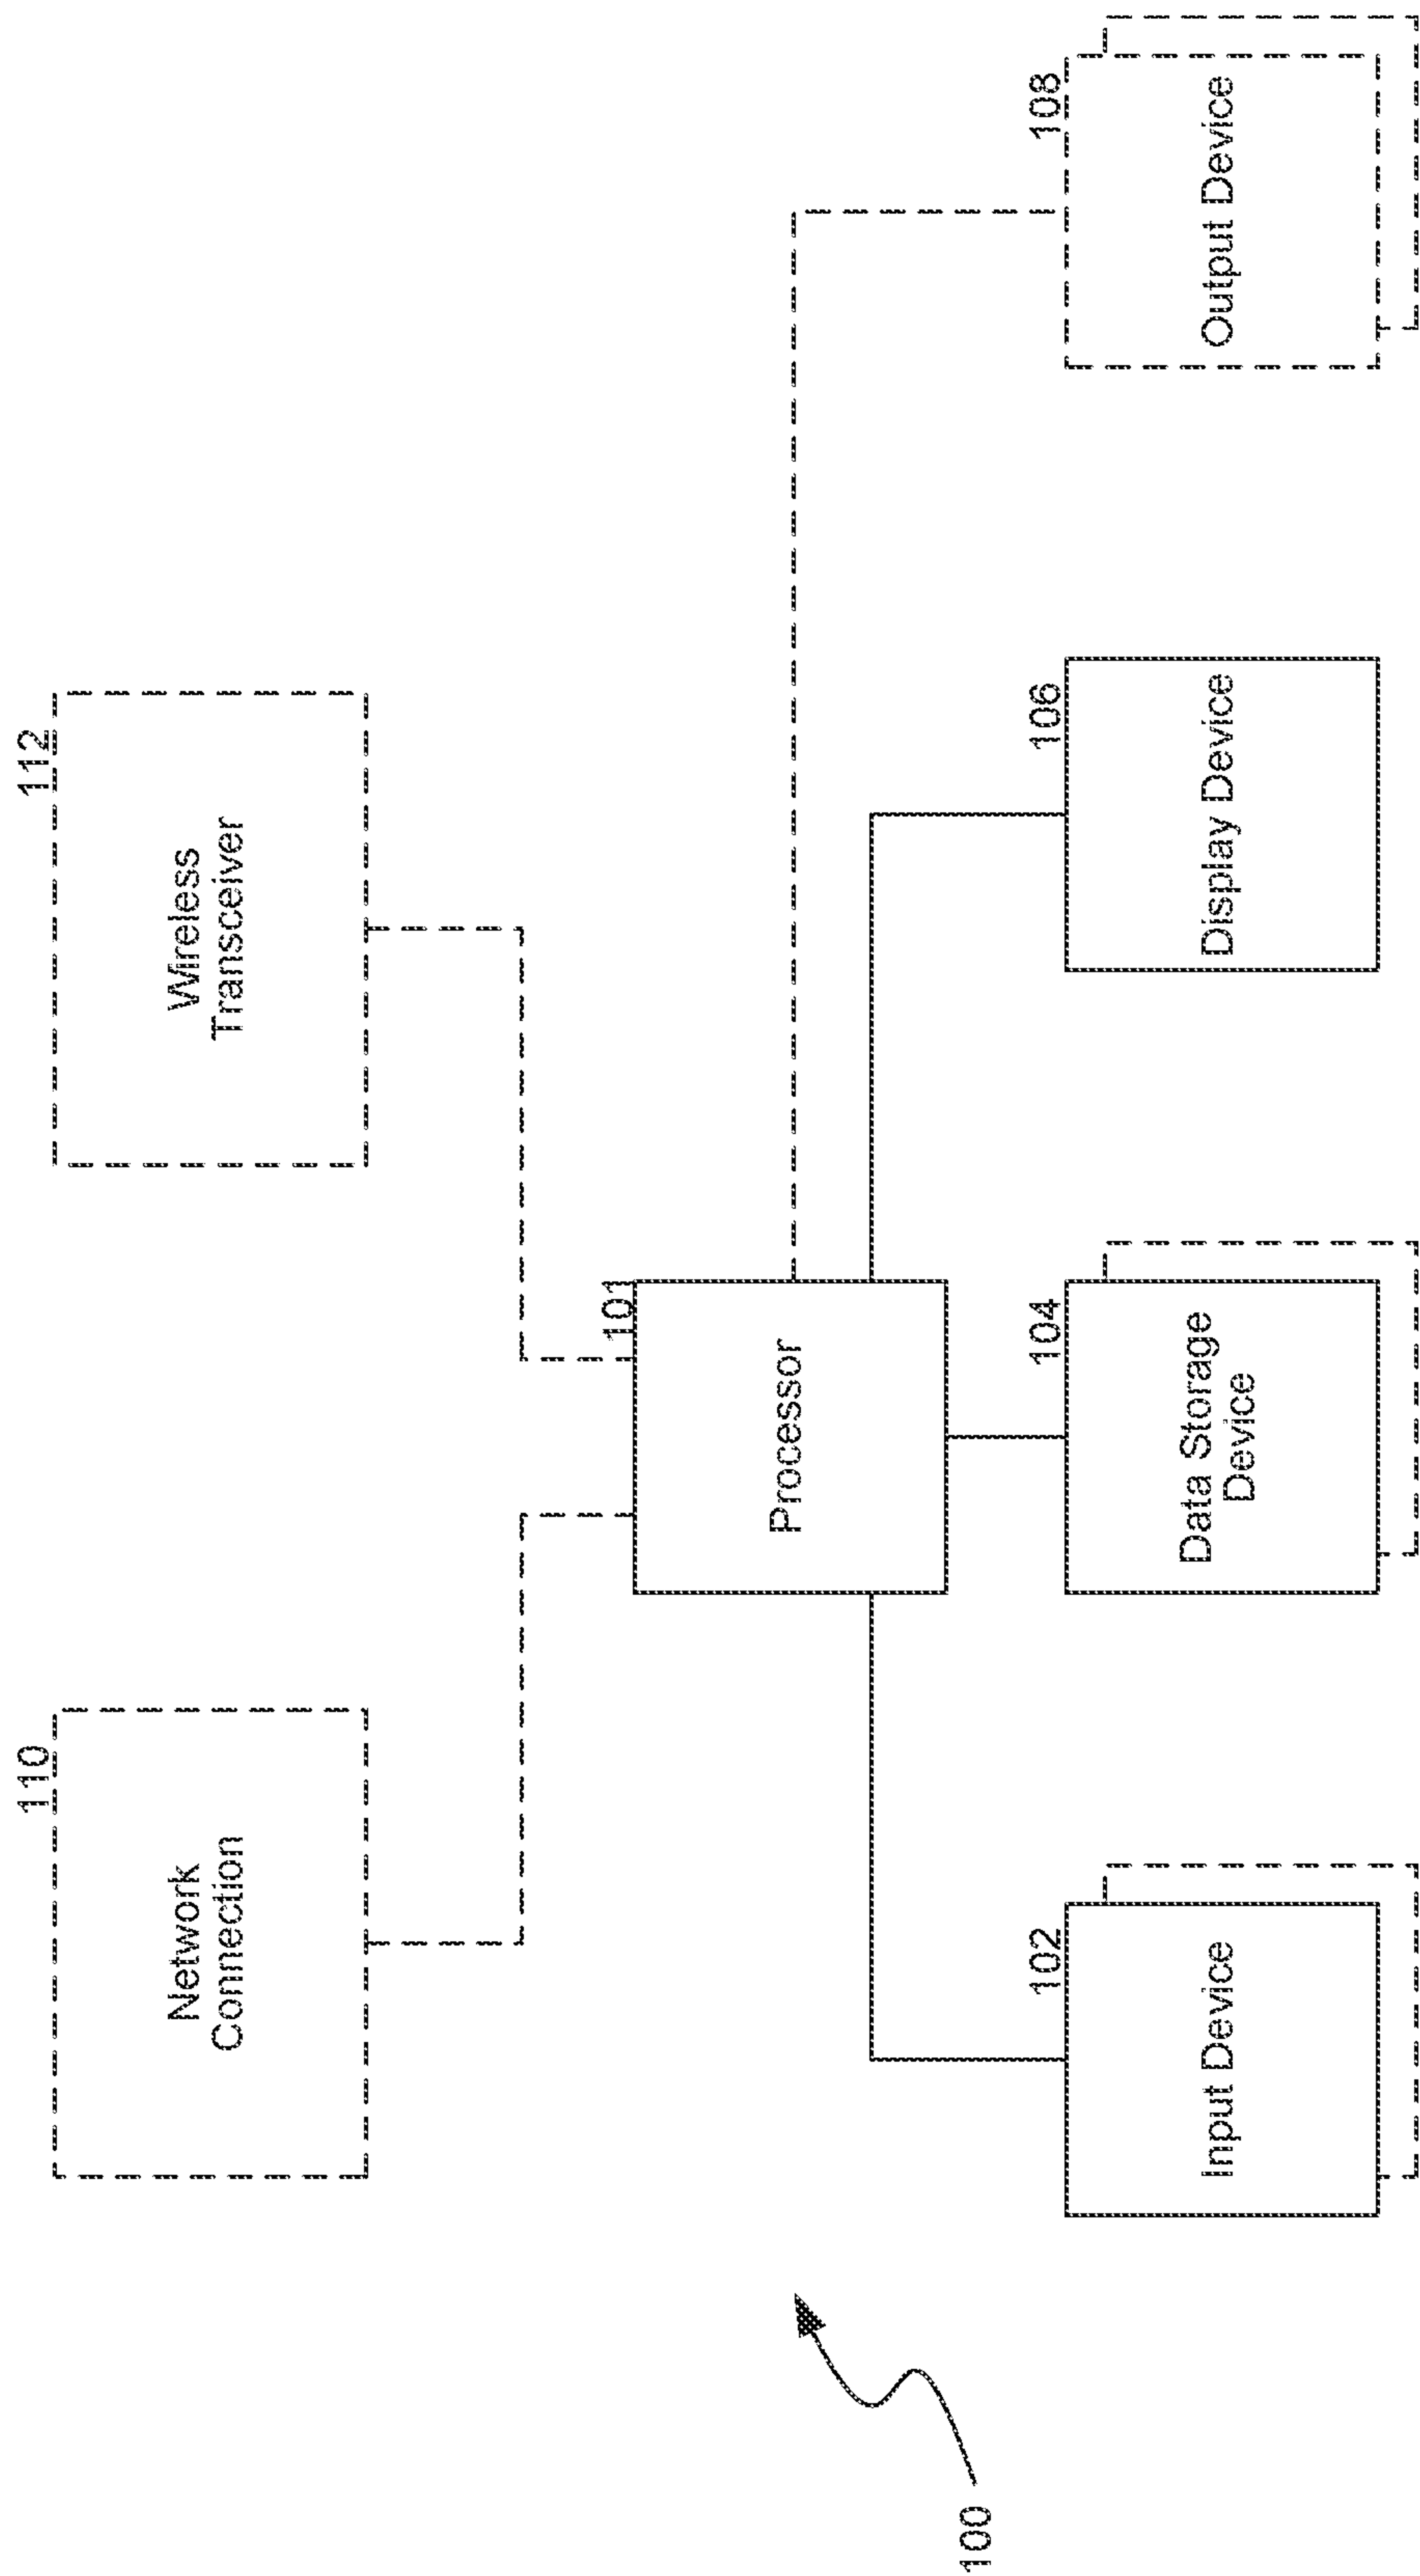 110
Network
Connection
112
Wireless
Transceiver
101
Processor
102
Input Device
104
Data Storage
Device
106
Display Device
108
Output Device
100